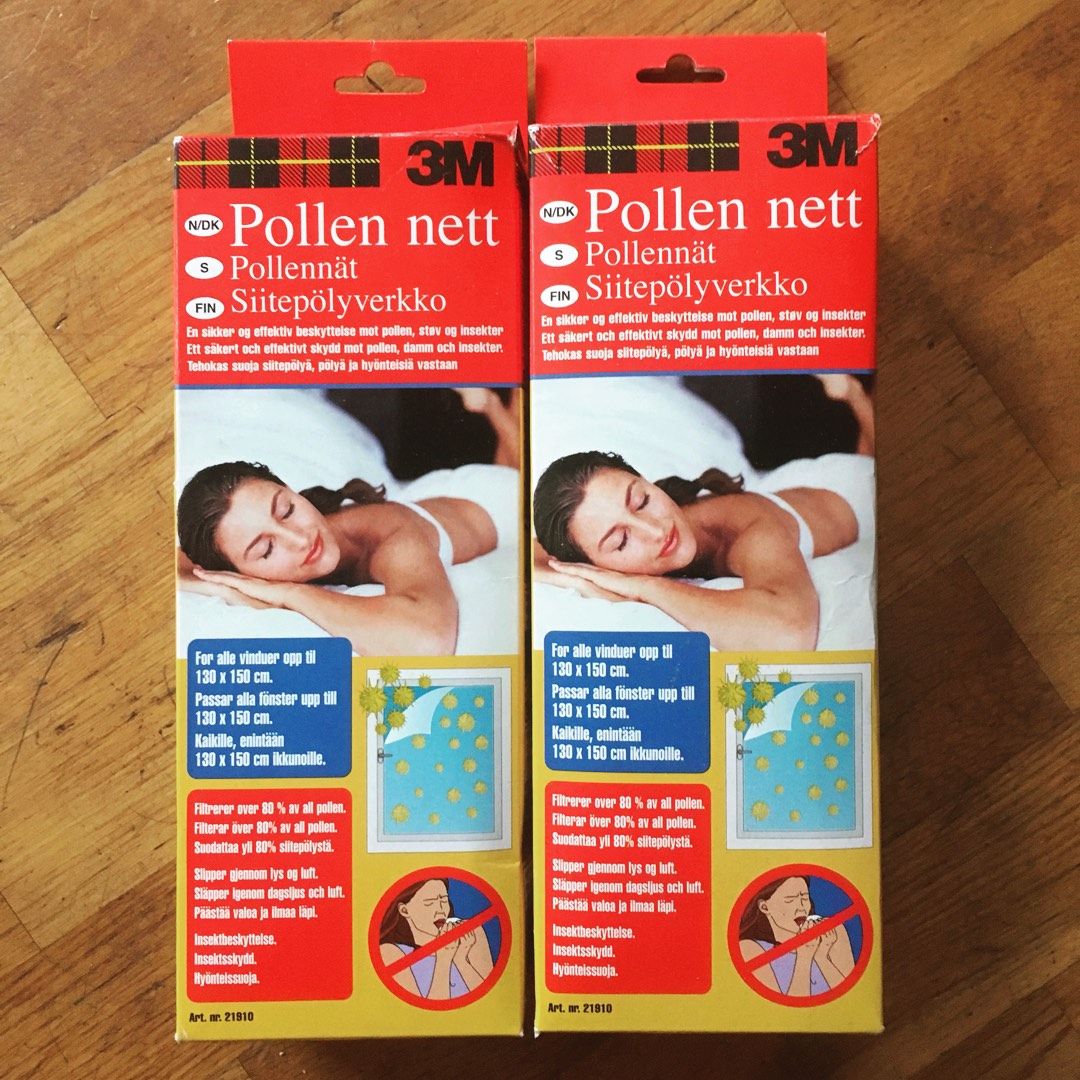 3M
N/DK Pollen nett
S Pollennät
FIN Siitepölyverkko
En sikker og effektiv beskyttelse mot pollen, støv og insekter
Ett säkert och effektivt skydd mot pollen, damm och insekter.
Tehokas suoja siitepölyä, pölyä ja hyönteisiä vastaan
For alle vinduer opp til
130 x 150 cm.
Passar alla fönster upp till
130 x 150 cm.
Kaikille, enintään
130 x 150 cm ikkunoille.
Filtrerer over 80 % av all pollen.
Filterar över 80% av all pollen.
Suodattaa yli 80% siitepölystä.
Slipper gjennom lys og luft.
Släpper igenom dagsljus och luft.
Päästää valoa ja ilmaa läpi.
Insektbeskyttelse.
Insektsskydd.
Hyönteissuoja.
Art. nr. 21910
3M
N/DK Pollen nett
S Pollennät
FIN Siitepölyverkko
En sikker og effektiv beskyttelse mot pollen, støv og insekter
Ett säkert och effektivt skydd mot pollen, damm och insekter.
Tehokas suoja siitepölyä, pölyä ja hyönteisiä vastaan
For alle vinduer opp til
130 x 150 cm.
Passar alla fönster upp till
130 x 150 cm.
Kaikille, enintään
130 x 150 cm ikkunoille.
Filtrerer over 80 % av all pollen.
Filterar över 80% av all pollen.
Suodattaa yli 80% siitepölystä.
Slipper gjennom lys og luft.
Släpper igenom dagsljus och luft.
Päästää valoa ja ilmaa läpi.
Insektbeskyttelse.
Insektsskydd.
Hyönteissuoja.
Art. nr. 21910